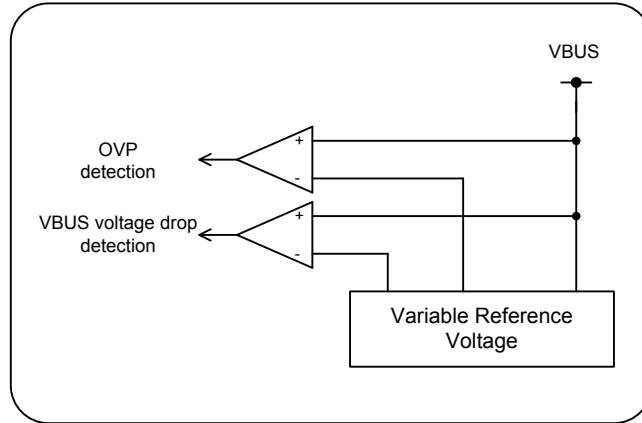 VBUS
OVP
detection
+
-
VBUS voltage drop
detection
+
-
Variable Reference
Voltage